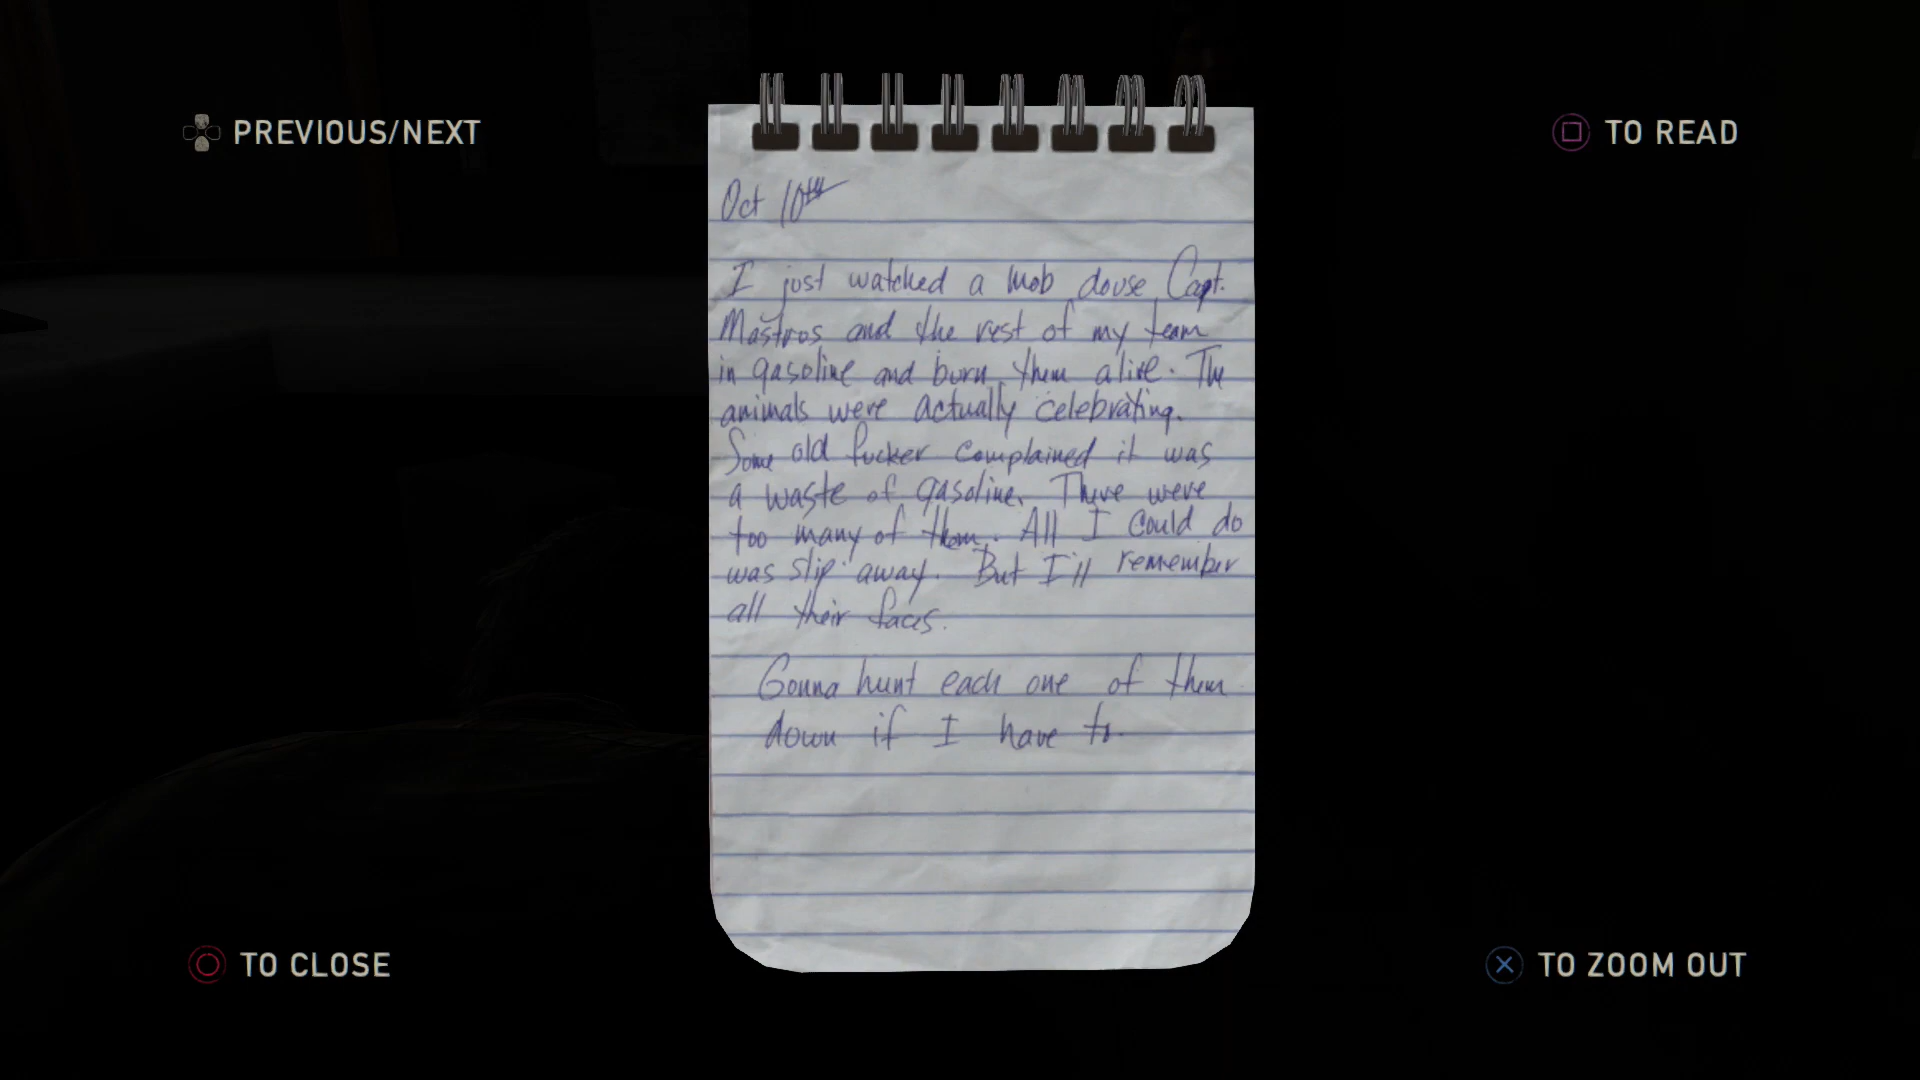 PREVIOUS/NEXT
TO READ
Oct 10th
I just watched a mob douse Capt.
Mastros and the rest of my team
in gasoline and burn them alive. The
animals were actually celebrating.
Some old fucker complained it was
a waste of gasoline. There were
too many of them. All I could do
was slip away. But I'll remember
all their faces.
Gonna hunt each one of them
down if I have to.
TO CLOSE
TO ZOOM OUT